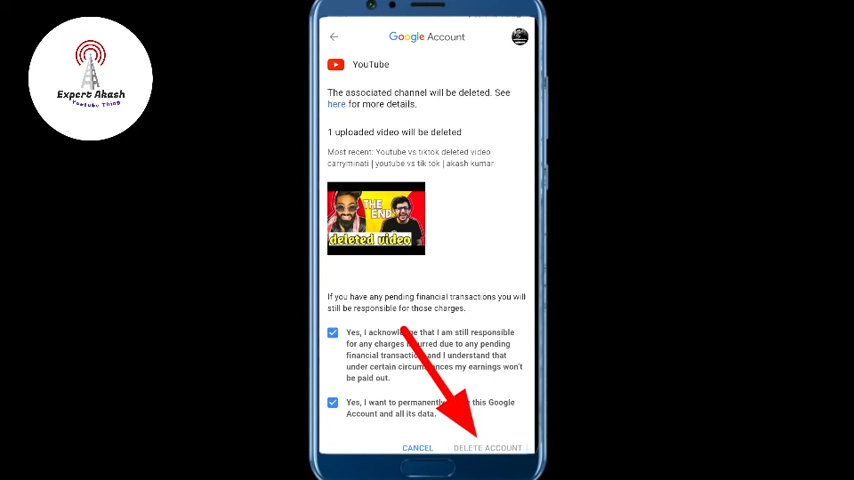 Expert Akash
Youtube Thing
Google Account
YouTube
The associated channel will be deleted. See
here for more details.
1 uploaded video will be deleted
Most recent: Youtube vs tiktok deleted video
carryminati | youtube vs tik tok | akash kumar
THE
END
deleted video
If you have any pending financial transactions you will
still be responsible for those charges.
Yes, I acknowledge that I am still responsible
for any charges incurred due to any pending
financial transaction and I understand that
under certain circumstances my earnings won't
be paid out.
Yes, I want to permanently this Google
Account and all its data.
CANCEL
DELETE ACCOUNT